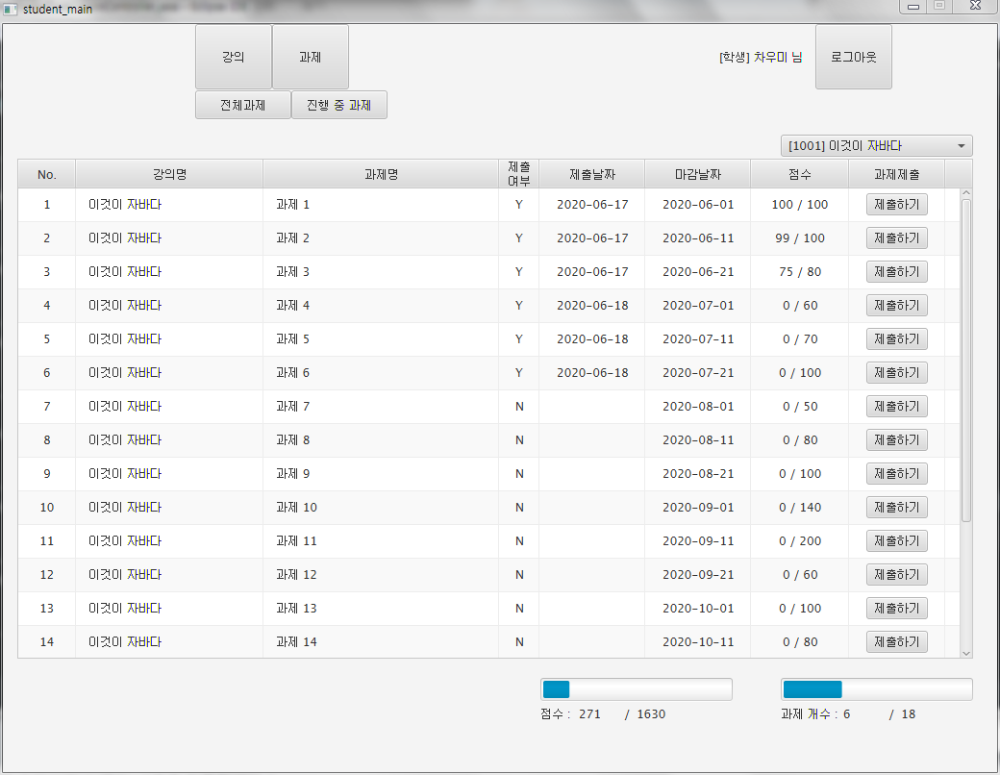 student_main
강의 과제 [학생] 차우미 님 로그아웃
전체과제 진행 중 과제
[1001] 이것이 자바다
No. 강의명 과제명 제출 여부 제출날짜 마감날짜 점수 과제제출
1 이것이 자바다 과제 1 Y 2020-06-17 2020-06-01 100 / 100 제출하기
2 이것이 자바다 과제 2 Y 2020-06-17 2020-06-11 99 / 100 제출하기
3 이것이 자바다 과제 3 Y 2020-06-17 2020-06-21 75 / 80 제출하기
4 이것이 자바다 과제 4 Y 2020-06-18 2020-07-01 0 / 60 제출하기
5 이것이 자바다 과제 5 Y 2020-06-18 2020-07-11 0 / 70 제출하기
6 이것이 자바다 과제 6 Y 2020-06-18 2020-07-21 0 / 100 제출하기
7 이것이 자바다 과제 7 N 2020-08-01 0 / 50 제출하기
8 이것이 자바다 과제 8 N 2020-08-11 0 / 80 제출하기
9 이것이 자바다 과제 9 N 2020-08-21 0 / 100 제출하기
10 이것이 자바다 과제 10 N 2020-09-01 0 / 140 제출하기
11 이것이 자바다 과제 11 N 2020-09-11 0 / 200 제출하기
12 이것이 자바다 과제 12 N 2020-09-21 0 / 60 제출하기
13 이것이 자바다 과제 13 N 2020-10-01 0 / 100 제출하기
14 이것이 자바다 과제 14 N 2020-10-11 0 / 80 제출하기
점수 : 271 / 1630 과제 개수 : 6 / 18